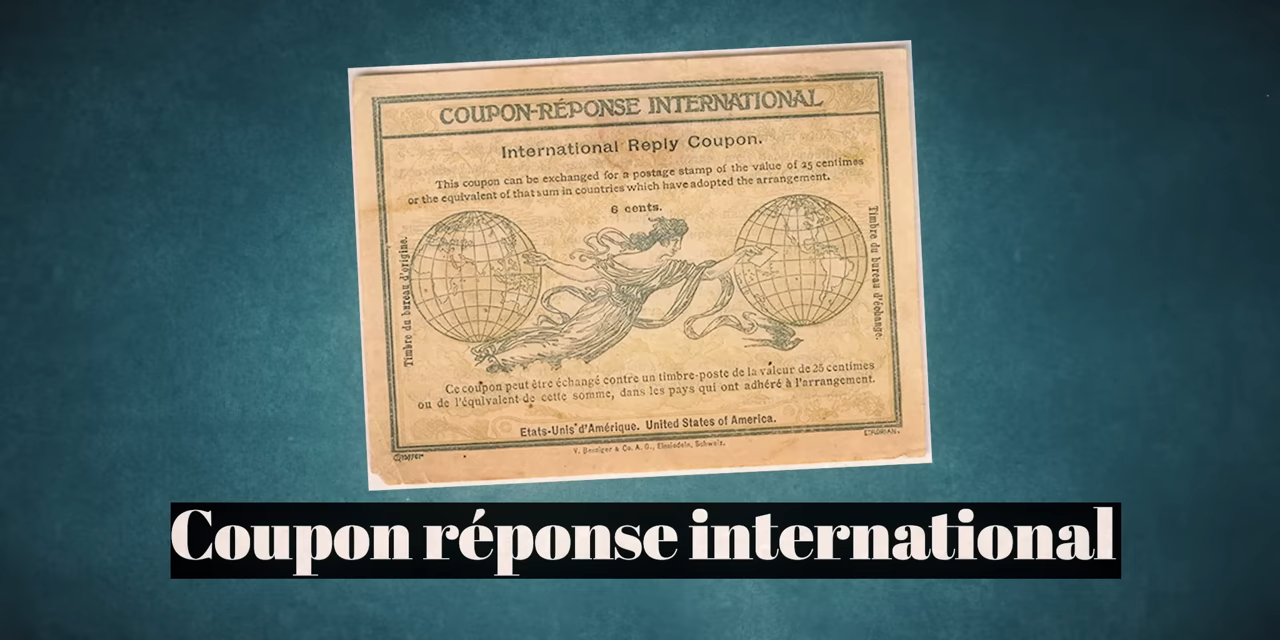 COUPON-RÉPONSE INTERNATIONAL
International Reply Coupon.
This coupon can be exchanged for a postage stamp of the value of 25 centimes
or the equivalent of that sum in countries which have adopted the arrangement.
6 cents.
Timbre du bureau d'origine.
Timbre du bureau d'échange.
Ce coupon peut être échangé contre un timbre-poste de la valeur de 25 centimes
ou de l'équivalent de cette somme, dans les pays qui ont adhéré à l'arrangement.
Etats-Unis d'Amérique. United States of America.
V. Benziger & Co. A. G., Einsiedeln, Schweiz.
Coupon réponse international